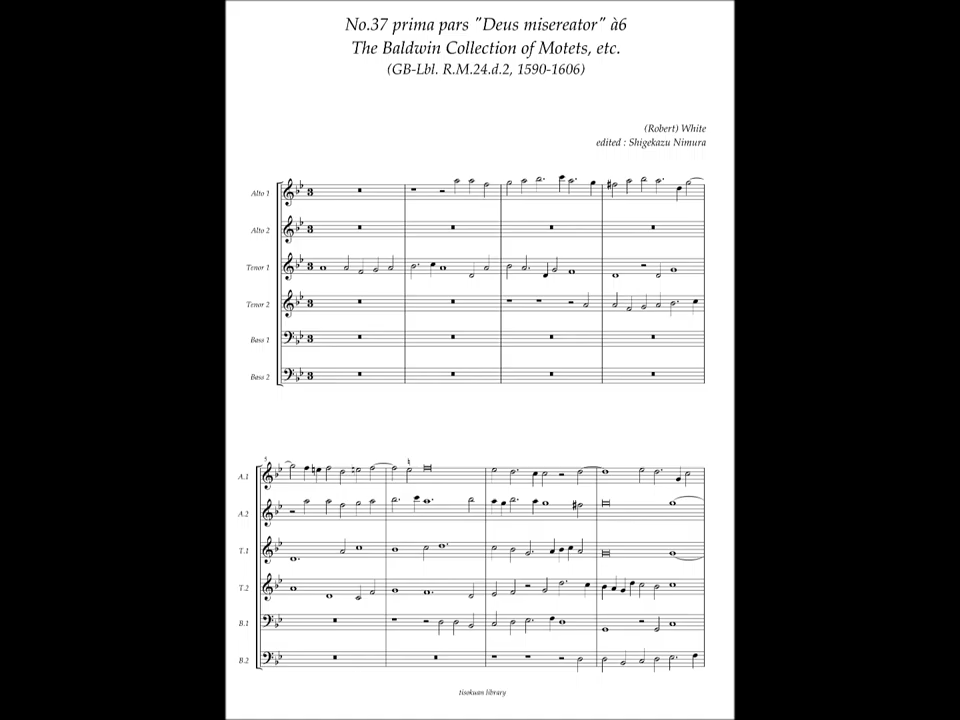 No.37 prima pars "Deus misereator" à6
The Baldwin Collection of Motets, etc.
(GB-Lbl. R.M.24.d.2, 1590-1606)
(Robert) White
edited : Shigekazu Nimura
Alto 1
Alto 2
Tenor 1
Tenor 2
Bass 1
Bass 2
5
A.1
A.2
T.1
T.2
B.1
B.2
tisokuan library